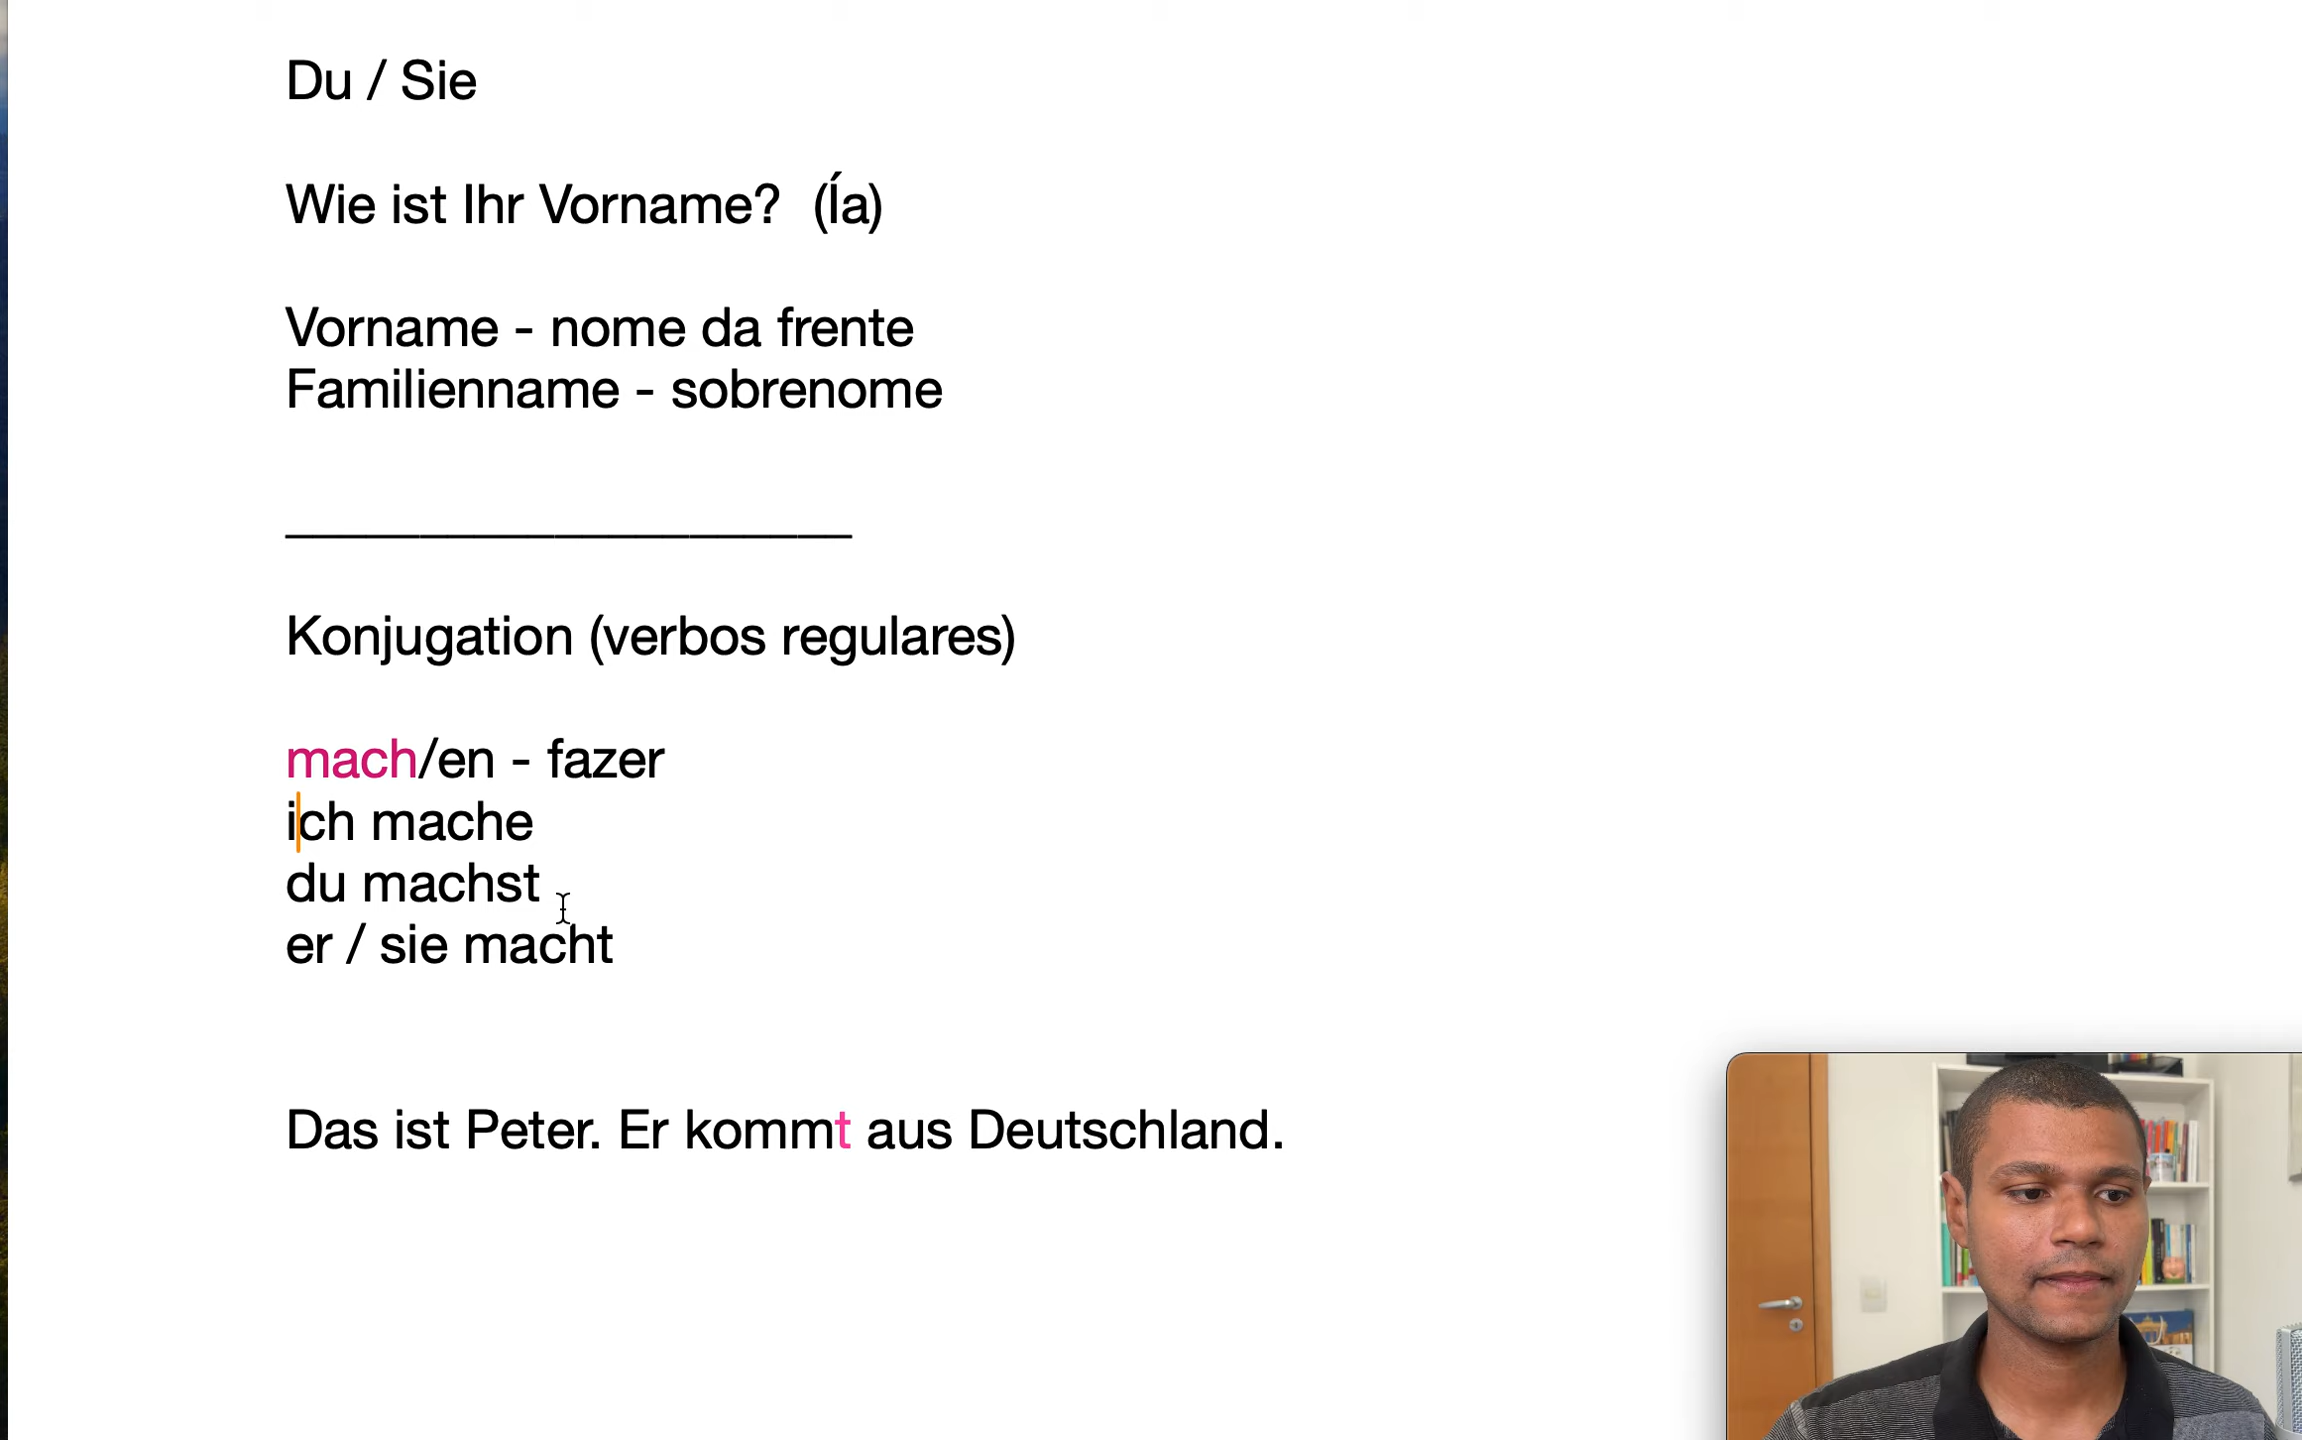 Du / Sie
Wie ist Ihr Vorname?  (Ía)
Vorname - nome da frente
Familienname - sobrenome
_____________________
Konjugation (verbos regulares)
mach/en - fazer
ich mache
du machst
er / sie macht
Das ist Peter. Er kommt aus Deutschland.